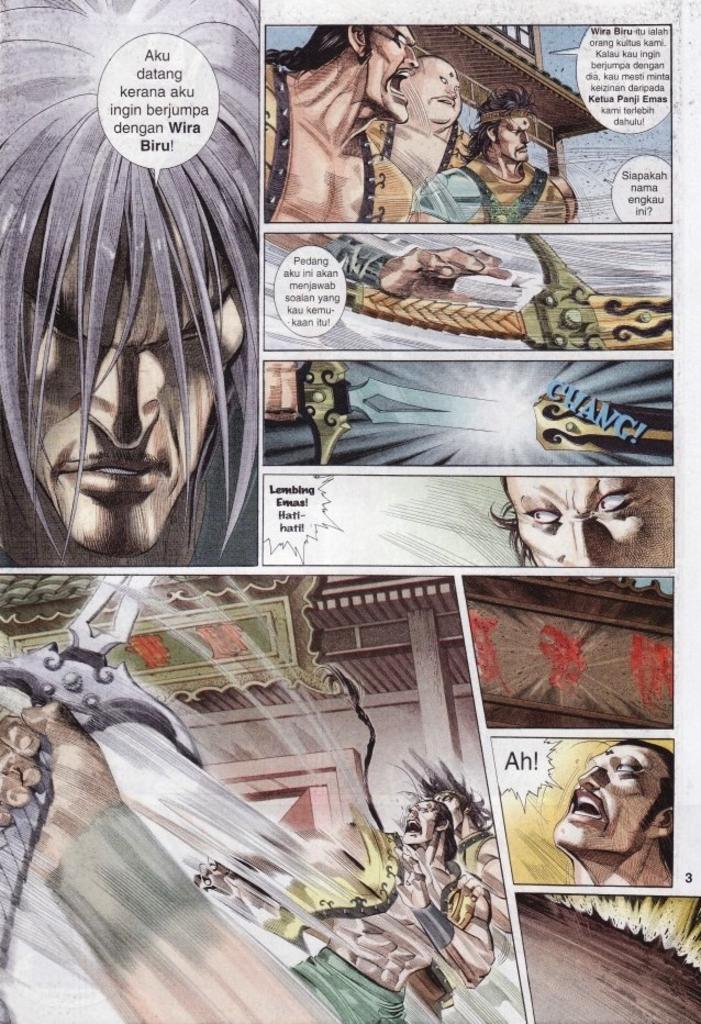 Aku
datang
kerana aku
ingin berjumpa
dengan Wira
Biru!
Wira Biru itu ialah
orang kultus kami.
Kalau kau ingin
berjumpa dengan
dia, kau mesti minta
keizinan daripada
Ketua Panji Emas
kami terlebih
dahulu!
Siapakah
nama
engkau
ini?
Pedang
aku ini akan
menjawab
soalan yang
kau kemu-
-kaan itu!
CHANG!
Lembing
Emas!
Hati-
hati!
Ah!
3